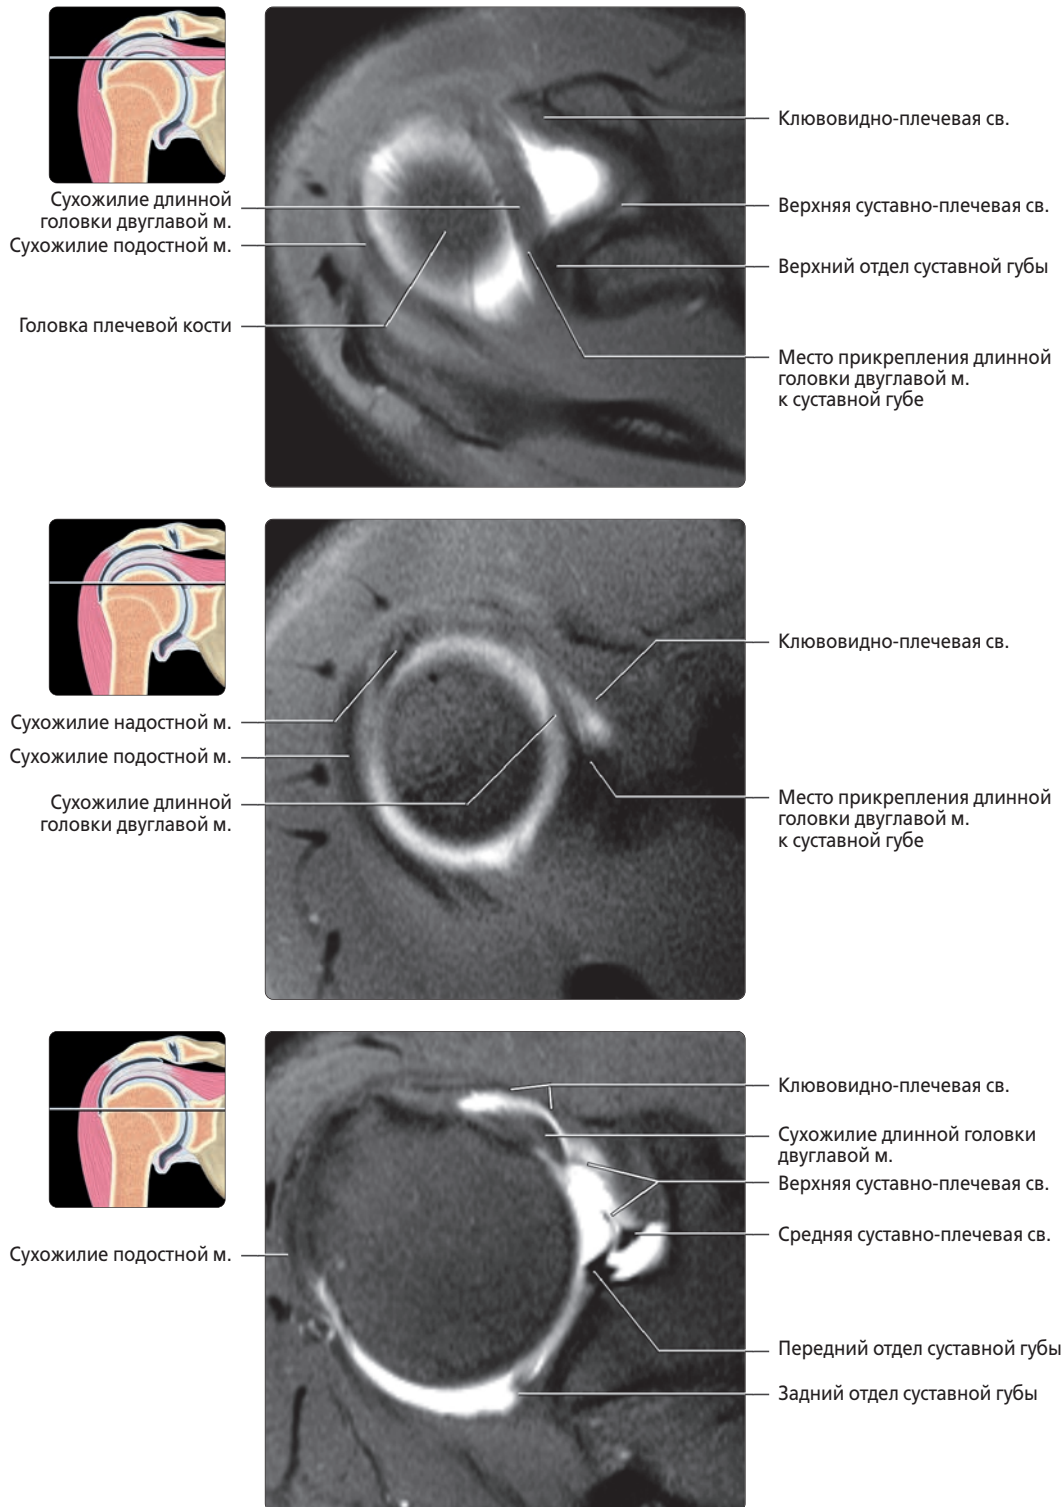 Клювовидно-плечевая св.
Сухожилие длинной
головки двуглавой м.
Верхняя суставно-плечевая св.
Сухожилие подостной м.
Верхний отдел суставной губы
Головка плечевой кости
Место прикрепления длинной
головки двуглавой м.
к суставной губе
Клювовидно-плечевая св.
Сухожилие надостной м.
Сухожилие подостной м.
Сухожилие длинной
головки двуглавой м.
Место прикрепления длинной
головки двуглавой м.
к суставной губе
Клювовидно-плечевая св.
Сухожилие длинной головки
двуглавой м.
Верхняя суставно-плечевая св.
Средняя суставно-плечевая св.
Сухожилие подостной м.
Передний отдел суставной губы
Задний отдел суставной губы